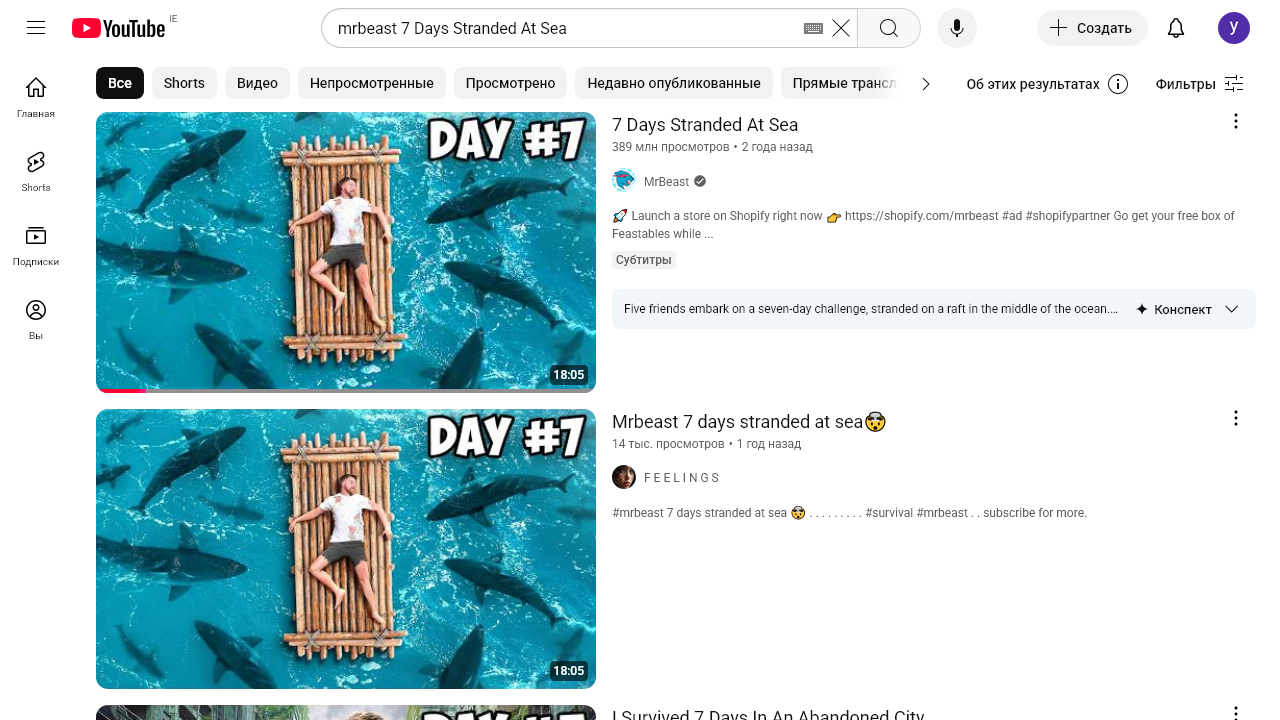 YouTube IE
mrbeast 7 Days Stranded At Sea
Создать
y
Все
Shorts
Видео
Непросмотренные
Просмотрено
Недавно опубликованные
Прямые трансл
Об этих результатах
Фильтры
Главная
Shorts
Подписки
Вы
DAY #7
18:05
7 Days Stranded At Sea
389 млн просмотров • 2 года назад
MrBeast
🚀 Launch a store on Shopify right now 👉 https://shopify.com/mrbeast #ad #shopifypartner Go get your free box of
Feastables while ...
Субтитры
Five friends embark on a seven-day challenge, stranded on a raft in the middle of the ocean....
Конспект
DAY #7
18:05
Mrbeast 7 days stranded at sea🤯
14 тыс. просмотров • 1 год назад
F E E L I N G S
#mrbeast 7 days stranded at sea 🤯 . . . . . . . . . #survival #mrbeast . . subscribe for more.
DAY #7
I Survived 7 Days In An Abandoned City